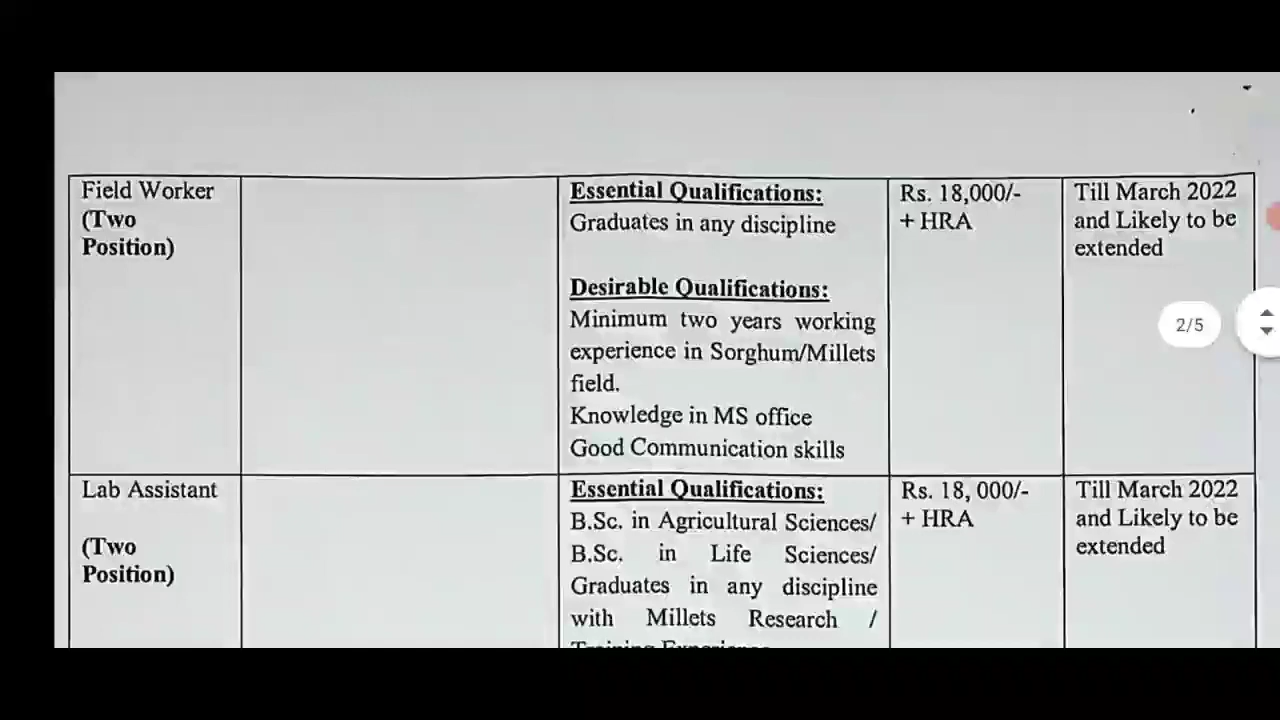 Field Worker
(Two
Position)
Essential Qualifications:
Graduates in any discipline
Desirable Qualifications:
Minimum two years working
experience in Sorghum/Millets
field.
Knowledge in MS office
Good Communication skills
Rs. 18,000/-
+ HRA
Till March 2022
and Likely to be
extended
2/5
Lab Assistant
(Two
Position)
Essential Qualifications:
B.Sc. in Agricultural Sciences/
B.Sc. in Life Sciences/
Graduates in any discipline
with Millets Research /
Training Experience
Rs. 18, 000/-
+ HRA
Till March 2022
and Likely to be
extended